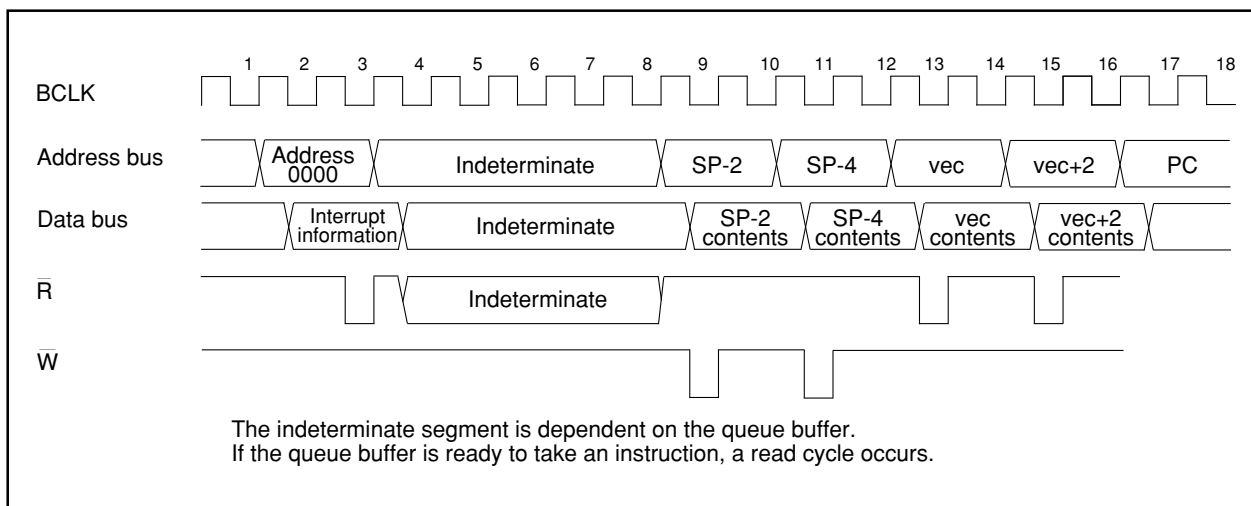 1 2 3 4 5 6 7 8 9 10 11 12 13 14 15 16 17 18
BCLK
Address bus
Address
0000
Indeterminate
SP-2
SP-4
vec
vec+2
PC
Data bus
Interrupt
information
Indeterminate
SP-2
contents
SP-4
contents
vec
contents
vec+2
contents
R̅
Indeterminate
W̅
The indeterminate segment is dependent on the queue buffer.
If the queue buffer is ready to take an instruction, a read cycle occurs.